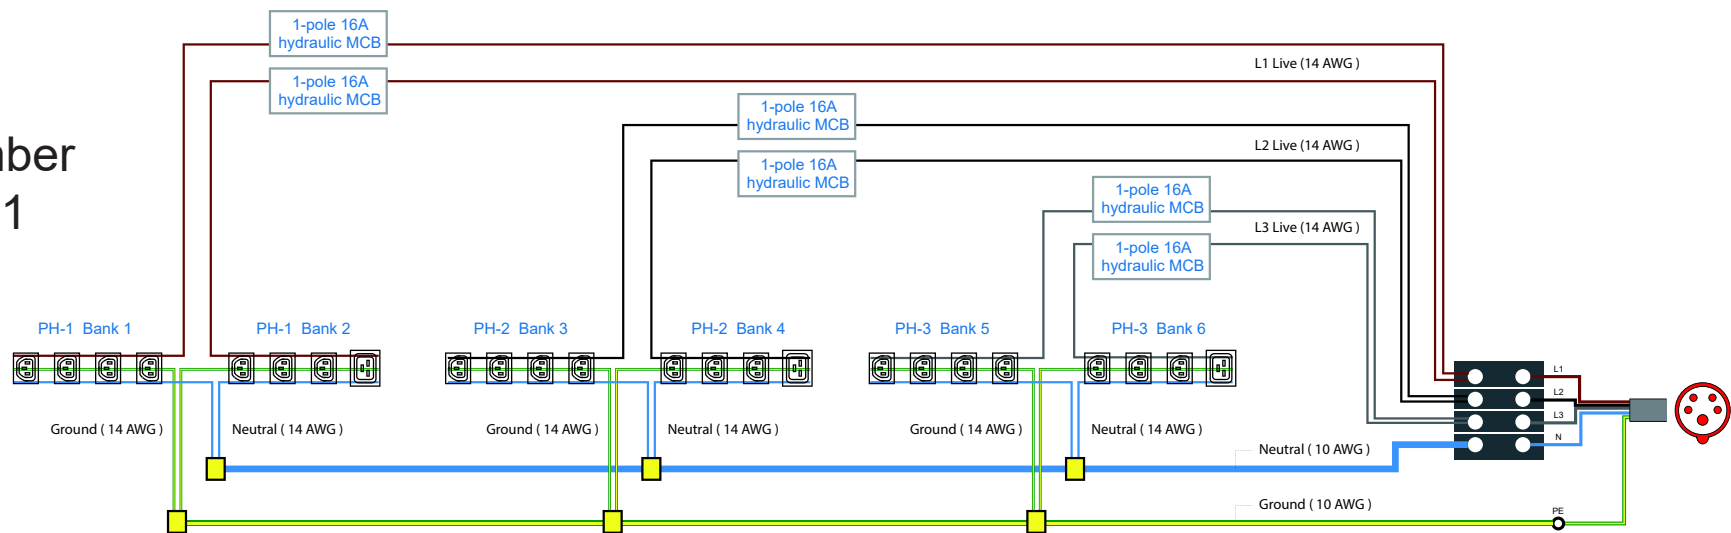 1-pole 16A
hydraulic MCB
L1 Live (14 AWG )
1-pole 16A
hydraulic MCB
1-pole 16A
hydraulic MCB
L2 Live (14 AWG )
1-pole 16A
hydraulic MCB
nber
1
1-pole 16A
hydraulic MCB
L3 Live (14 AWG )
1-pole 16A
hydraulic MCB
PH-1 Bank 1
PH-1 Bank 2
PH-2 Bank 3
PH-2 Bank 4
PH-3 Bank 5
PH-3 Bank 6
L1
L2
L3
N
Ground ( 14 AWG )
Neutral ( 14 AWG )
Ground ( 14 AWG )
Neutral ( 14 AWG )
Ground ( 14 AWG )
Neutral ( 14 AWG )
Neutral ( 10 AWG )
Ground ( 10 AWG )
PE